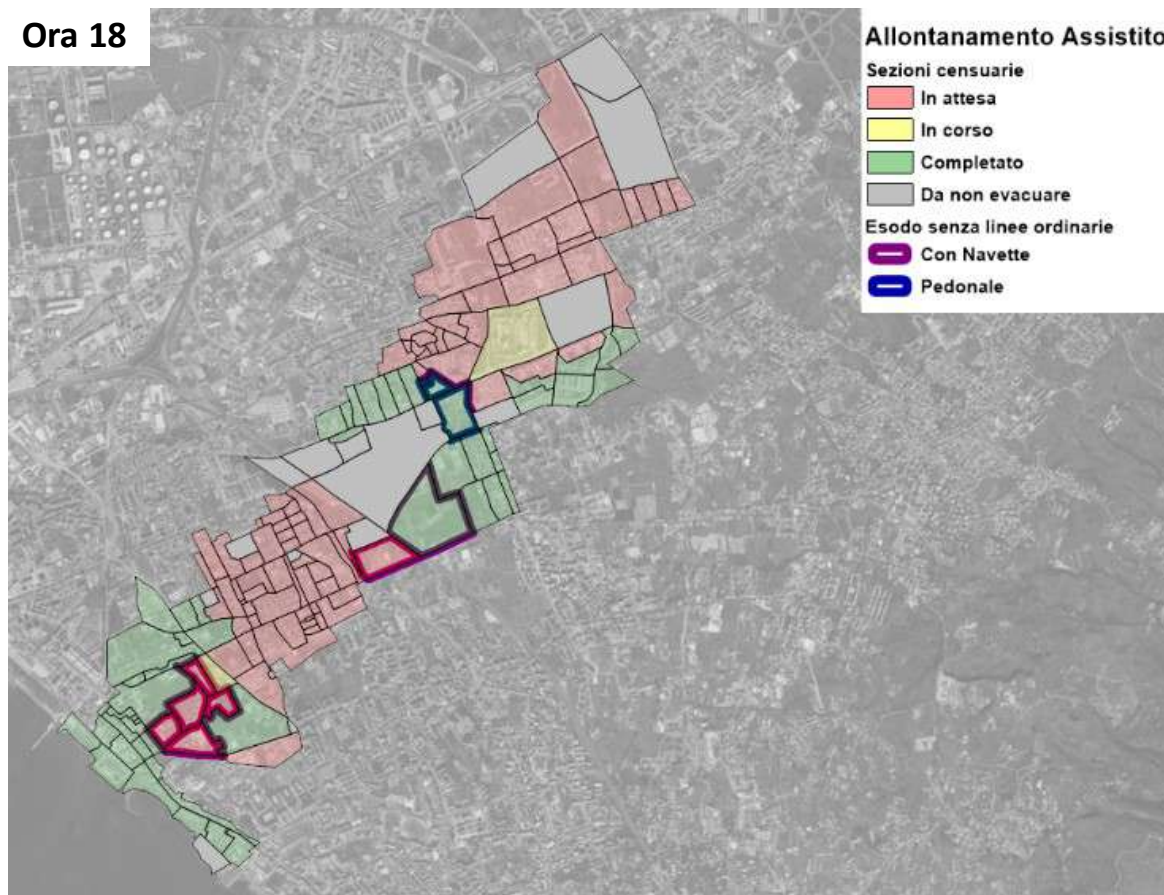 Ora 18
Allontanamento Assistito
Sezioni censuarie
In attesa
In corso
Completato
Da non evacuare
Esodo senza linee ordinarie
Con Navette
Pedonale